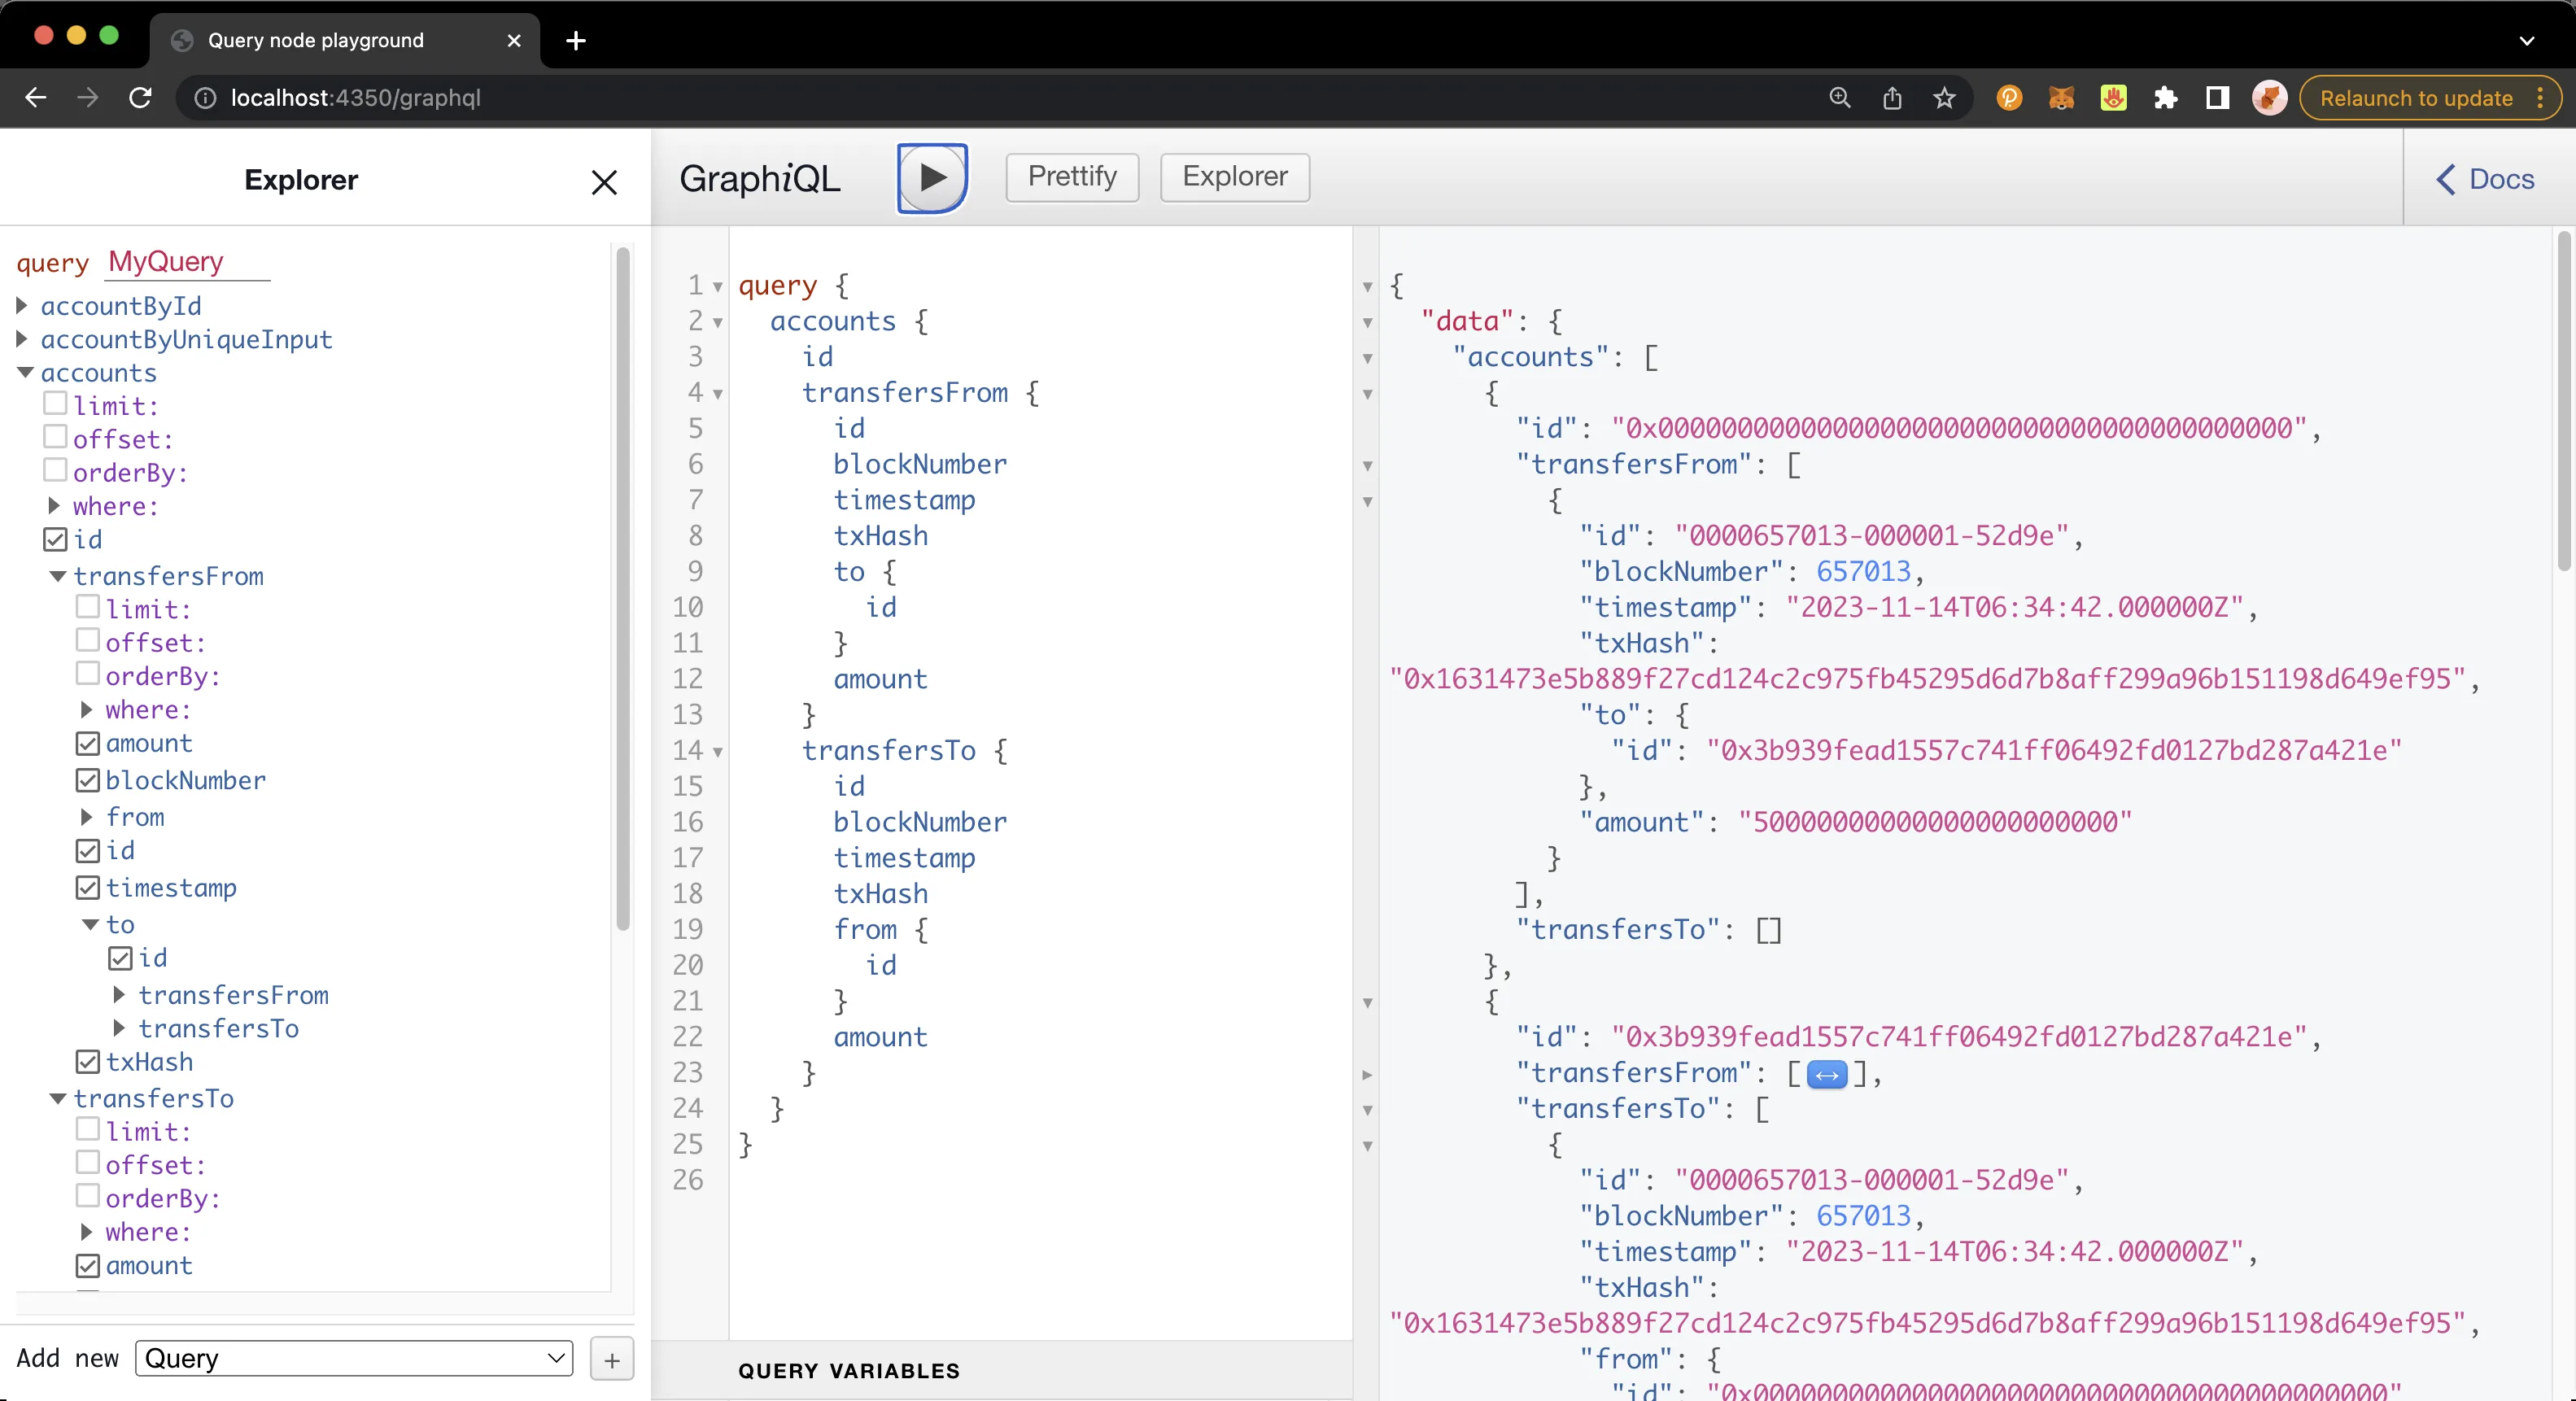 Query node playground
localhost:4350/graphql
Relaunch to update
Explorer
GraphiQL
Prettify
Explorer
Docs
query MyQuery
accountById
accountByUniqueInput
accounts
limit:
offset:
orderBy:
where:
id
transfersFrom
limit:
offset:
orderBy:
where:
amount
blockNumber
from
id
timestamp
to
id
transfersFrom
transfersTo
txHash
transfersTo
limit:
offset:
orderBy:
where:
amount
Add new Query +
1 query {
2 accounts {
3 id
4 transfersFrom {
5 id
6 blockNumber
7 timestamp
8 txHash
9 to {
10 id
11 }
12 amount
13 }
14 transfersTo {
15 id
16 blockNumber
17 timestamp
18 txHash
19 from {
20 id
21 }
22 amount
23 }
24 }
25 }
26
QUERY VARIABLES
{
"data": {
"accounts": [
{
"id": "0x0000000000000000000000000000000000000000",
"transfersFrom": [
{
"id": "0000657013-000001-52d9e",
"blockNumber": 657013,
"timestamp": "2023-11-14T06:34:42.000000Z",
"txHash":
"0x1631473e5b889f27cd124c2c975fb45295d6d7b8aff299a96b151198d649ef95",
"to": {
"id": "0x3b939fead1557c741ff06492fd0127bd287a421e"
},
"amount": "50000000000000000000000"
}
],
"transfersTo": []
},
{
"id": "0x3b939fead1557c741ff06492fd0127bd287a421e",
"transfersFrom": [↔],
"transfersTo": [
{
"id": "0000657013-000001-52d9e",
"blockNumber": 657013,
"timestamp": "2023-11-14T06:34:42.000000Z",
"txHash":
"0x1631473e5b889f27cd124c2c975fb45295d6d7b8aff299a96b151198d649ef95",
"from": {
"id": "0x0000000000000000000000000000000000000000"